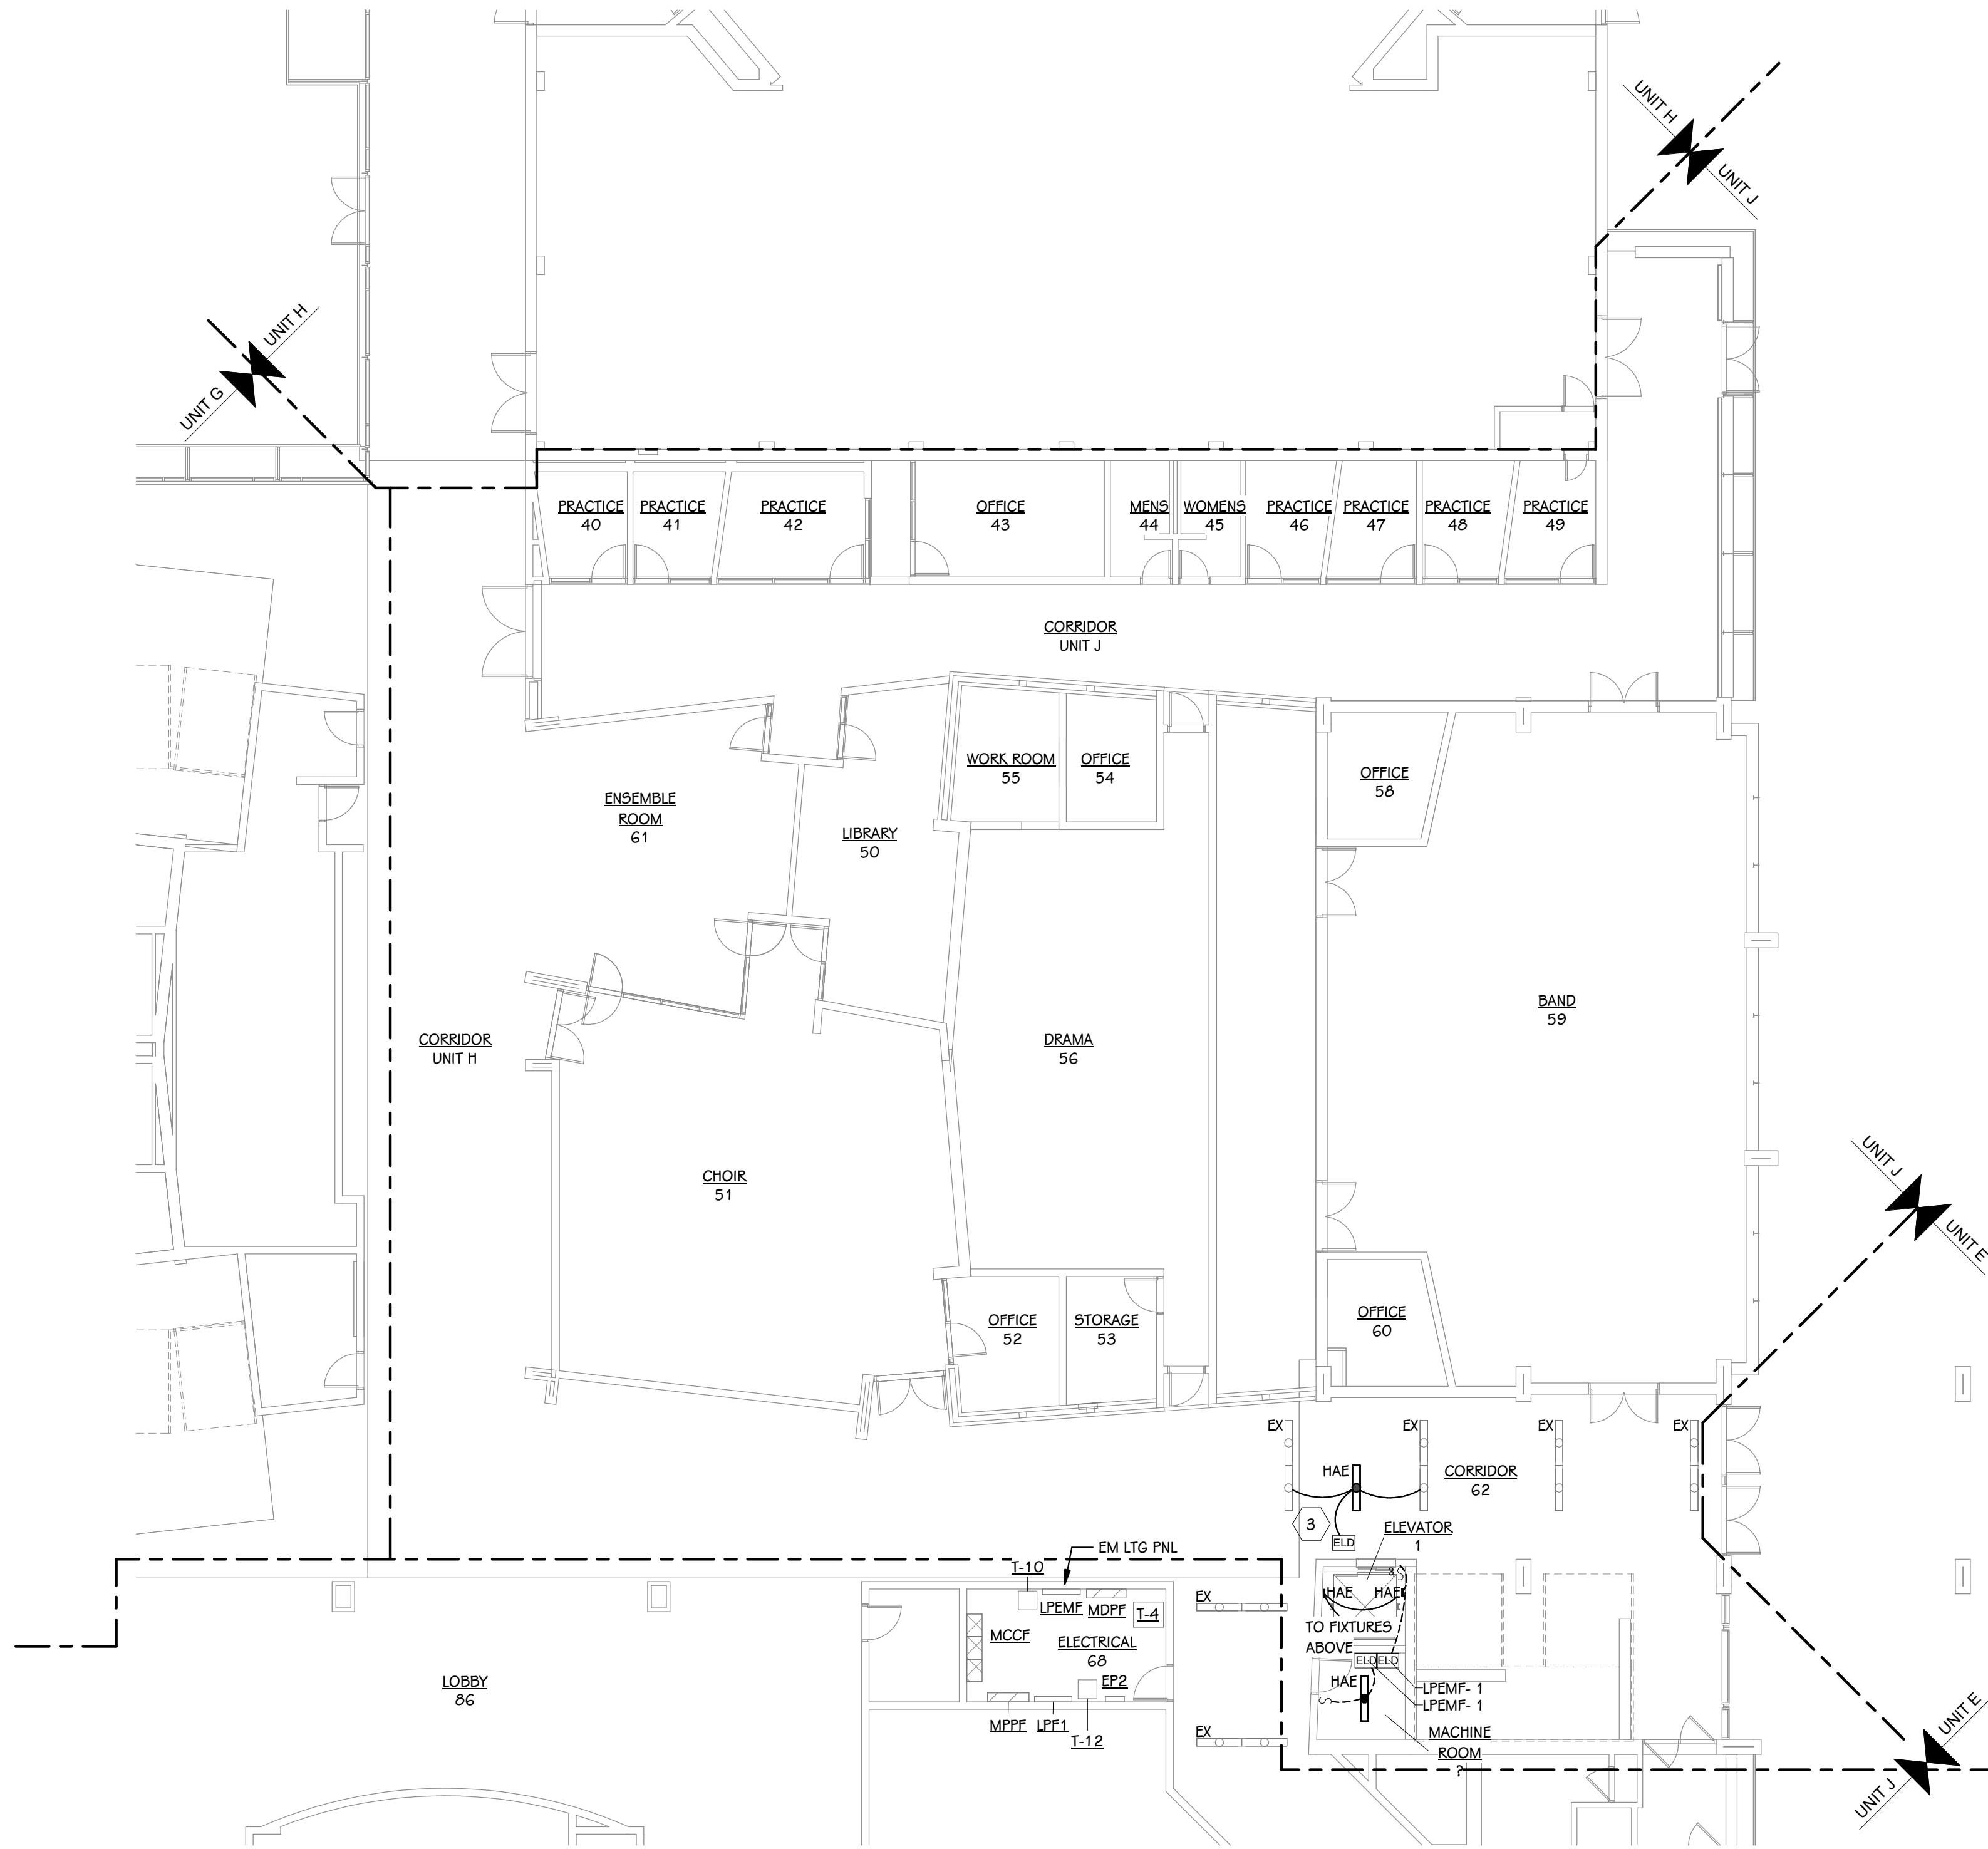 UNIT H
UNIT J
UNIT H
UNIT G
PRACTICE
40
PRACTICE
41
PRACTICE
42
OFFICE
43
MENS
44
WOMENS
45
PRACTICE
46
PRACTICE
47
PRACTICE
48
PRACTICE
49
CORRIDOR
UNIT J
WORK ROOM
55
OFFICE
54
OFFICE
58
ENSEMBLE
ROOM
61
LIBRARY
50
BAND
59
CORRIDOR
UNIT H
DRAMA
56
CHOIR
51
UNIT J
UNIT E
OFFICE
52
STORAGE
53
OFFICE
60
EX
EX
EX
EX
HAE
CORRIDOR
62
3
ELD
ELEVATOR
1
EM LTG PNL
T-10
3
S
HAE
HAE
EX
LPEMF
MDPF
T-4
MCCF
ELECTRICAL
68
TO FIXTURES
ABOVE
ELD
ELD
LOBBY
86
EP2
HAE
S
LPEMF- 1
LPEMF- 1
MPPF
LPF1
T-12
EX
MACHINE
ROOM
?
UNIT E
UNIT J